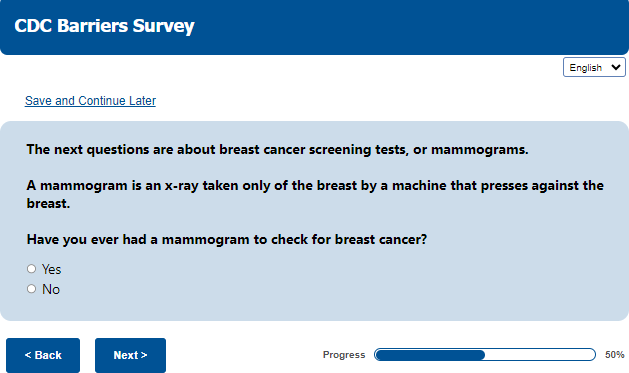 CDC Barriers Survey
English
Save and Continue Later
The next questions are about breast cancer screening tests, or mammograms.
A mammogram is an x-ray taken only of the breast by a machine that presses against the
breast.
Have you ever had a mammogram to check for breast cancer?
Yes
No
< Back
Next >
Progress
50%